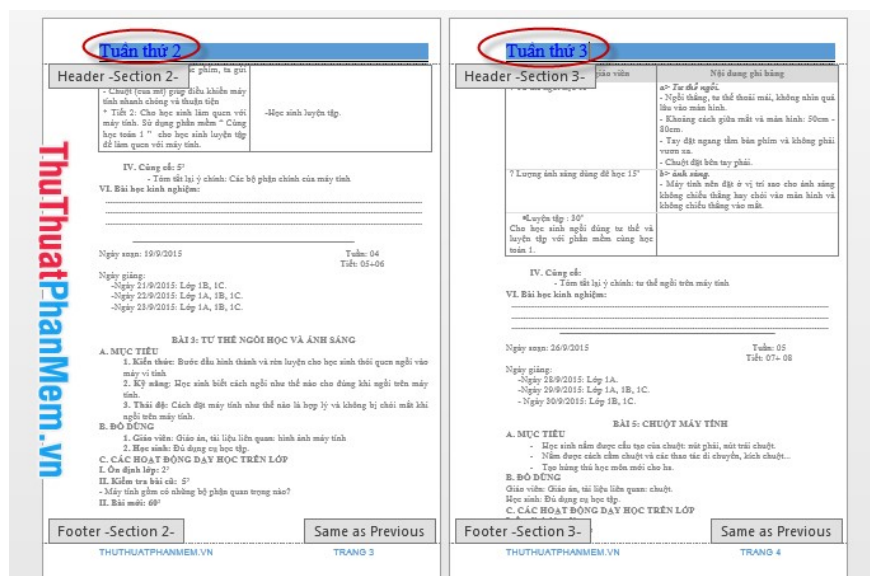 Tuần thứ 2
Header -Section 2-
phím, ta gửi
- Chuột (con mt) giúp điều khiển máy
tính nhanh chóng và thuận tiện
* Tiết 2: Cho học sinh làm quen với
máy tính. Sử dụng phần mềm " Cùng
học toán 1 " cho học sinh luyện tập
để làm quen với máy tính.
-Học sinh luyện tập.
IV. Củng cố: 5'
- Tóm tắt lại ý chính: Các bộ phận chính của máy tính
VI. Bài học kinh nghiệm:
Ngày soạn: 19/9/2015 Tuần: 04
Tiết: 05+06
Ngày giảng:
-Ngày 21/9/2015: Lớp 1B, 1C.
-Ngày 22/9/2015: Lớp 1A, 1B, 1C.
-Ngày 23/9/2015: Lớp 1A, 1B, 1C.
BÀI 3: TƯ THẾ NGỒI HỌC VÀ ÁNH SÁNG
A. MỤC TIÊU
1. Kiến thức: Bước đầu hình thành và rèn luyện cho học sinh thói quen ngồi vào
máy vi tính
2. Kỹ năng: Học sinh biết cách ngồi như thế nào cho đúng khi ngồi trên máy
tính.
3. Thái độ: Cách đặt máy tính như thế nào là hợp lý và không bị chói mắt khi
ngồi trên máy tính.
B. ĐỒ DÙNG
1. Giáo viên: Giáo án, tài liệu liên quan: hình ảnh máy tính
2. Học sinh: Đủ dụng cụ học tập.
C. CÁC HOẠT ĐỘNG DẠY HỌC TRÊN LỚP
I. Ổn định lớp: 2'
II. Kiểm tra bài cũ: 5'
- Máy tính gồm có những bộ phận quan trọng nào?
II. Bài mới: 60'
Footer -Section 2- Same as Previous
THUTHUATPHANMEM.VN TRANG 3
ThuThuatPhanMem.vn
Tuần thứ 3
Header -Section 3-
giáo viên Nội dung ghi bảng
a> Tư thế ngồi.
- Ngồi thẳng, tư thế thoải mái, không nhìn quá
lâu vào màn hình.
- Khoảng cách giữa mắt và màn hình: 50cm -
80cm.
- Tay đặt ngang tầm bàn phím và không phải
vươn xa.
- Chuột đặt bên tay phải.
? Lượng ánh sáng dùng để học 15' b> ánh sáng.
- Máy tính nên đặt ở vị trí sao cho ánh sáng
không chiếu thẳng hay chói vào màn hình và
không chiếu thẳng vào mắt.
*Luyện tập : 30'
Cho học sinh ngồi đúng tư thế và
luyện tập với phần mềm cùng học
toán 1.
IV. Củng cố:
- Tóm tắt lại ý chính: tư thế ngồi trên máy tính
VI. Bài học kinh nghiệm:
Ngày soạn: 26/9/2015 Tuần: 05
Tiết: 07+ 08
Ngày giảng:
-Ngày 28/9/2015: Lớp 1A.
-Ngày 29/9/2015: Lớp 1A, 1B, 1C.
- Ngày 30/9/2015: Lớp 1B, 1C.
BÀI 5: CHUỘT MÁY TÍNH
A. MỤC TIÊU
- Học sinh nắm được cấu tạo của chuột: nút phải, nút trái chuột.
- Nắm được cách cầm chuột và các thao tác di chuyển, kích chuột...
- Tạo hứng thú học môn mới cho hs.
B. ĐỒ DÙNG
Giáo viên: Giáo án, tài liệu liên quan: chuột.
Học sinh: Đủ dụng cụ học tập.
C. CÁC HOẠT ĐỘNG DẠY HỌC TRÊN LỚP
Footer -Section 3- Same as Previous
THUTHUATPHANMEM.VN TRANG 4